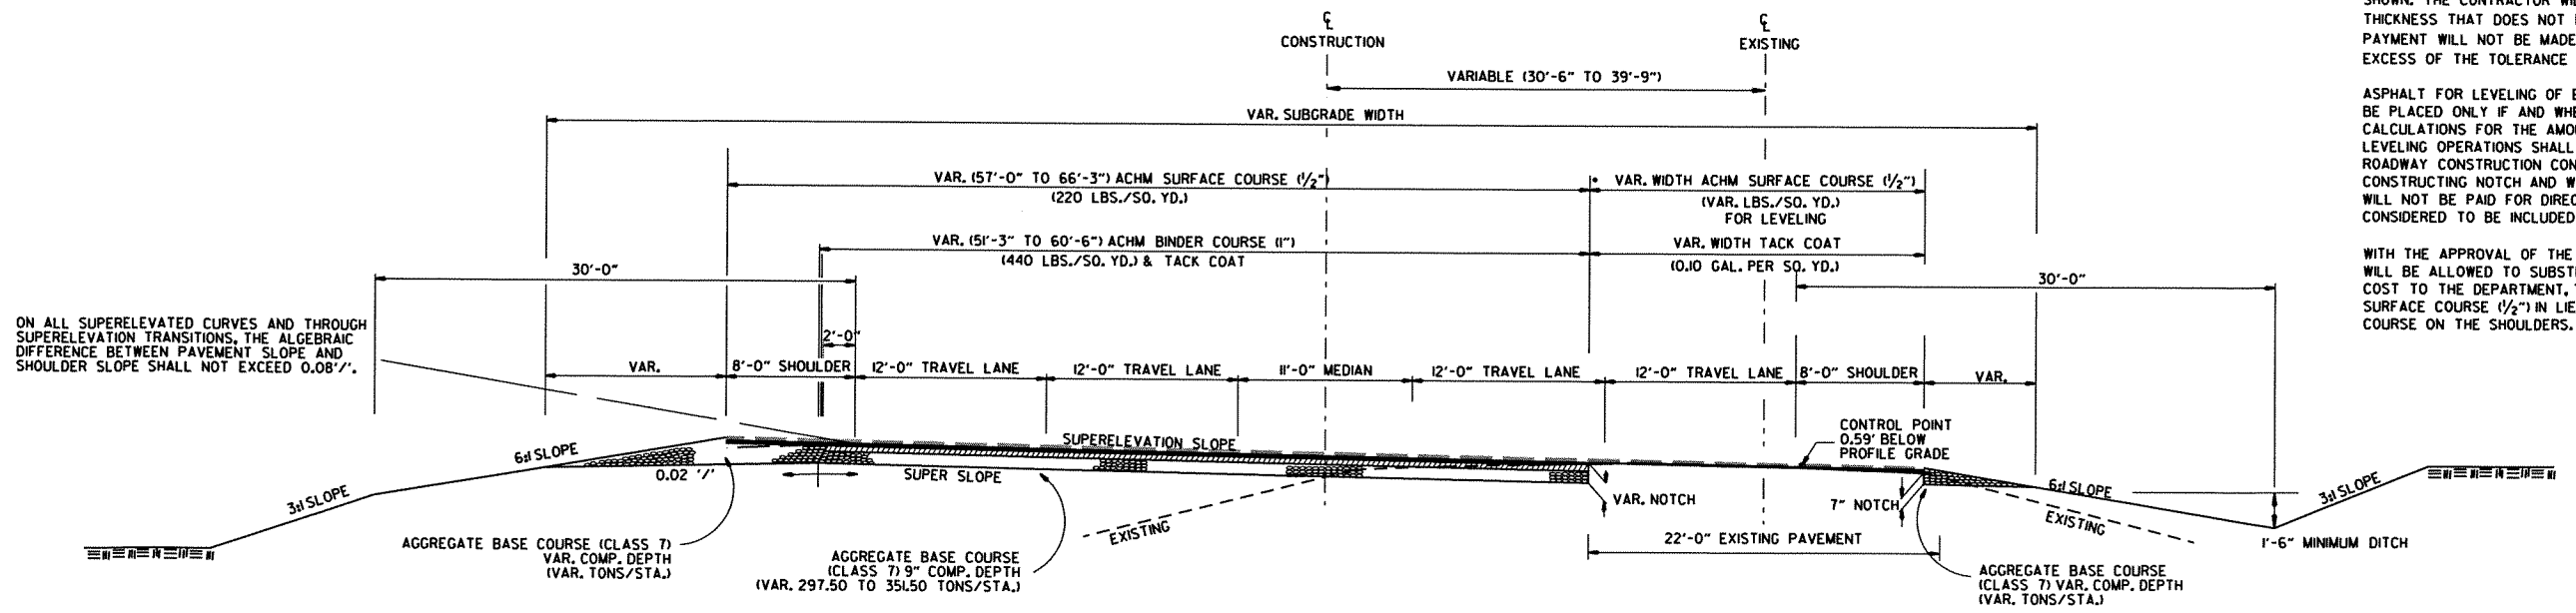 ℄
CONSTRUCTION
℄
EXISTING
VARIABLE (30'-6" TO 39'-9")
VAR. SUBGRADE WIDTH
VAR. (57'-0" TO 66'-3") ACHM SURFACE COURSE (1/2")
(220 LBS./SQ. YD.)
* VAR. WIDTH ACHM SURFACE COURSE (1/2")
(VAR. LBS./SQ. YD.)
FOR LEVELING
VAR. (51'-3" TO 60'-6") ACHM BINDER COURSE (1")
(440 LBS./SQ. YD.) & TACK COAT
VAR. WIDTH TACK COAT
(0.10 GAL. PER SQ. YD.)
30'-0"
30'-0"
ON ALL SUPERELEVATED CURVES AND THROUGH
SUPERELEVATION TRANSITIONS, THE ALGEBRAIC
DIFFERENCE BETWEEN PAVEMENT SLOPE AND
SHOULDER SLOPE SHALL NOT EXCEED 0.08'/'.
2'-0"
VAR.
8'-0" SHOULDER
12'-0" TRAVEL LANE
12'-0" TRAVEL LANE
11'-0" MEDIAN
12'-0" TRAVEL LANE
12'-0" TRAVEL LANE
8'-0" SHOULDER
VAR.
CONTROL POINT
0.59' BELOW
PROFILE GRADE
SUPERELEVATION SLOPE
6:1 SLOPE
0.02 '/'
SUPER SLOPE
3:1 SLOPE
VAR. NOTCH
7" NOTCH
6:1 SLOPE
3:1 SLOPE
EXISTING
EXISTING
22'-0" EXISTING PAVEMENT
1'-6" MINIMUM DITCH
AGGREGATE BASE COURSE (CLASS 7)
VAR. COMP. DEPTH
(VAR. TONS/STA.)
AGGREGATE BASE COURSE
(CLASS 7) 9" COMP. DEPTH
(VAR. 297.50 TO 351.50 TONS/STA.)
AGGREGATE BASE COURSE
(CLASS 7) VAR. COMP. DEPTH
(VAR. TONS/STA.)
SHOWN. THE CONTRACTOR
THICKNESS THAT DOES NOT
PAYMENT WILL NOT BE MADE
EXCESS OF THE TOLERANCE
ASPHALT FOR LEVELING OF
BE PLACED ONLY IF AND
CALCULATIONS FOR THE
LEVELING OPERATIONS SHALL
ROADWAY CONSTRUCTION
CONSTRUCTING NOTCH AND
WILL NOT BE PAID FOR
CONSIDERED TO BE INCLUDED
WITH THE APPROVAL OF THE
WILL BE ALLOWED TO
COST TO THE DEPARTMENT,
SURFACE COURSE (1/2") IN
COURSE ON THE SHOULDERS.